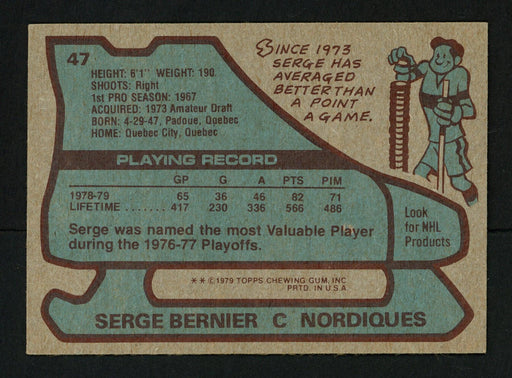 47
HEIGHT: 6'1" WEIGHT: 190
SHOOTS: Right
1st PRO SEASON: 1967
ACQUIRED: 1973 Amateur Draft
BORN: 4-29-47, Padoue, Quebec
HOME: Quebec City, Quebec
SINCE 1973
SERGE HAS
AVERAGED
BETTER THAN
A POINT
A GAME.
PLAYING RECORD
GP G A PTS PIM
1978-79 65 36 46 82 71
LIFETIME 417 230 336 566 486
Serge was named the most Valuable Player
during the 1976-77 Playoffs.
Look
for NHL
Products
** © 1979 TOPPS CHEWING GUM, INC
PRTD. IN U.S.A.
SERGE BERNIER C NORDIQUES